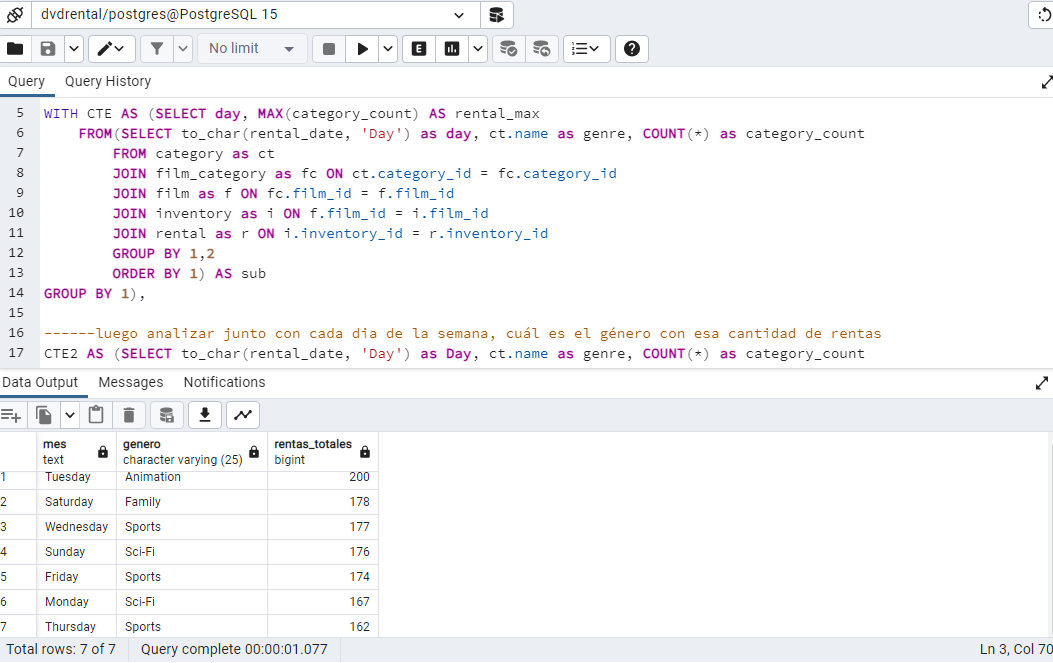 dvdrental/postgres@PostgreSQL 15
No limit
E
Query Query History
5 WITH CTE AS (SELECT day, MAX(category_count) AS rental_max
6 FROM(SELECT to_char(rental_date, 'Day') as day, ct.name as genre, COUNT(*) as category_count
7 FROM category as ct
8 JOIN film_category as fc ON ct.category_id = fc.category_id
9 JOIN film as f ON fc.film_id = f.film_id
10 JOIN inventory as i ON f.film_id = i.film_id
11 JOIN rental as r ON i.inventory_id = r.inventory_id
12 GROUP BY 1,2
13 ORDER BY 1) AS sub
14 GROUP BY 1),
15
16 ------luego analizar junto con cada dia de la semana, cuál es el género con esa cantidad de rentas
17 CTE2 AS (SELECT to_char(rental_date, 'Day') as Day, ct.name as genre, COUNT(*) as category_count
Data Output Messages Notifications
mes genero rentas_totales
text character varying (25) bigint
1 Tuesday Animation 200
2 Saturday Family 178
3 Wednesday Sports 177
4 Sunday Sci-Fi 176
5 Friday Sports 174
6 Monday Sci-Fi 167
7 Thursday Sports 162
Total rows: 7 of 7 Query complete 00:00:01.077 Ln 3, Col 70